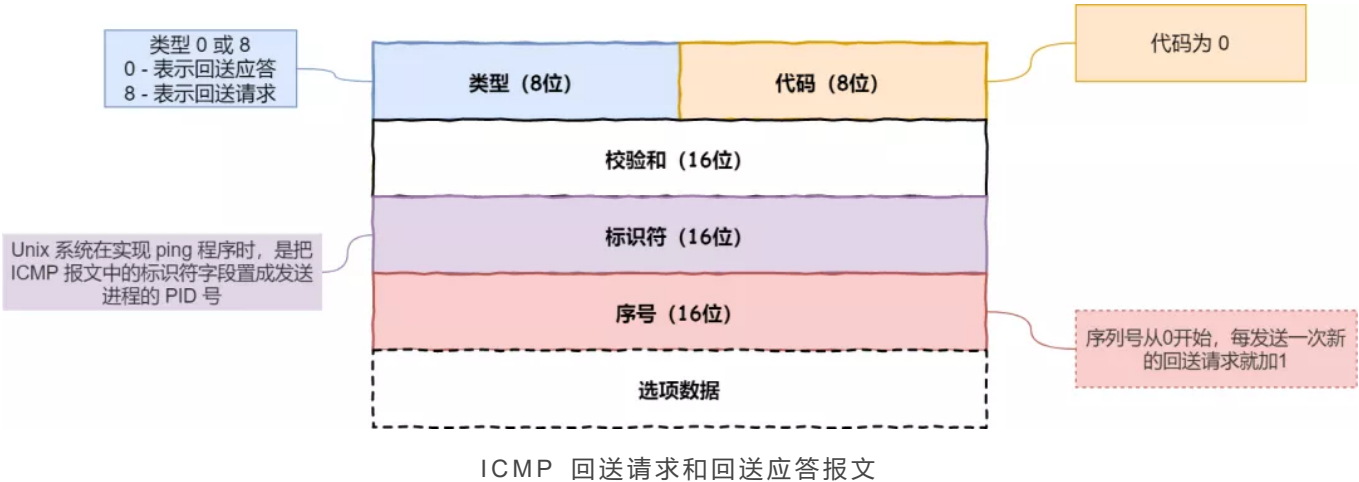 类型 0 或 8
0 - 表示回送应答
8 - 表示回送请求
类型（8位）
代码（8位）
代码为 0
校验和（16位）
Unix 系统在实现 ping 程序时，是把
ICMP 报文中的标识符字段置成发送
进程的 PID 号
标识符（16位）
序号（16位）
序列号从0开始，每发送一次新
的回送请求就加1
选项数据
ICMP 回送请求和回送应答报文